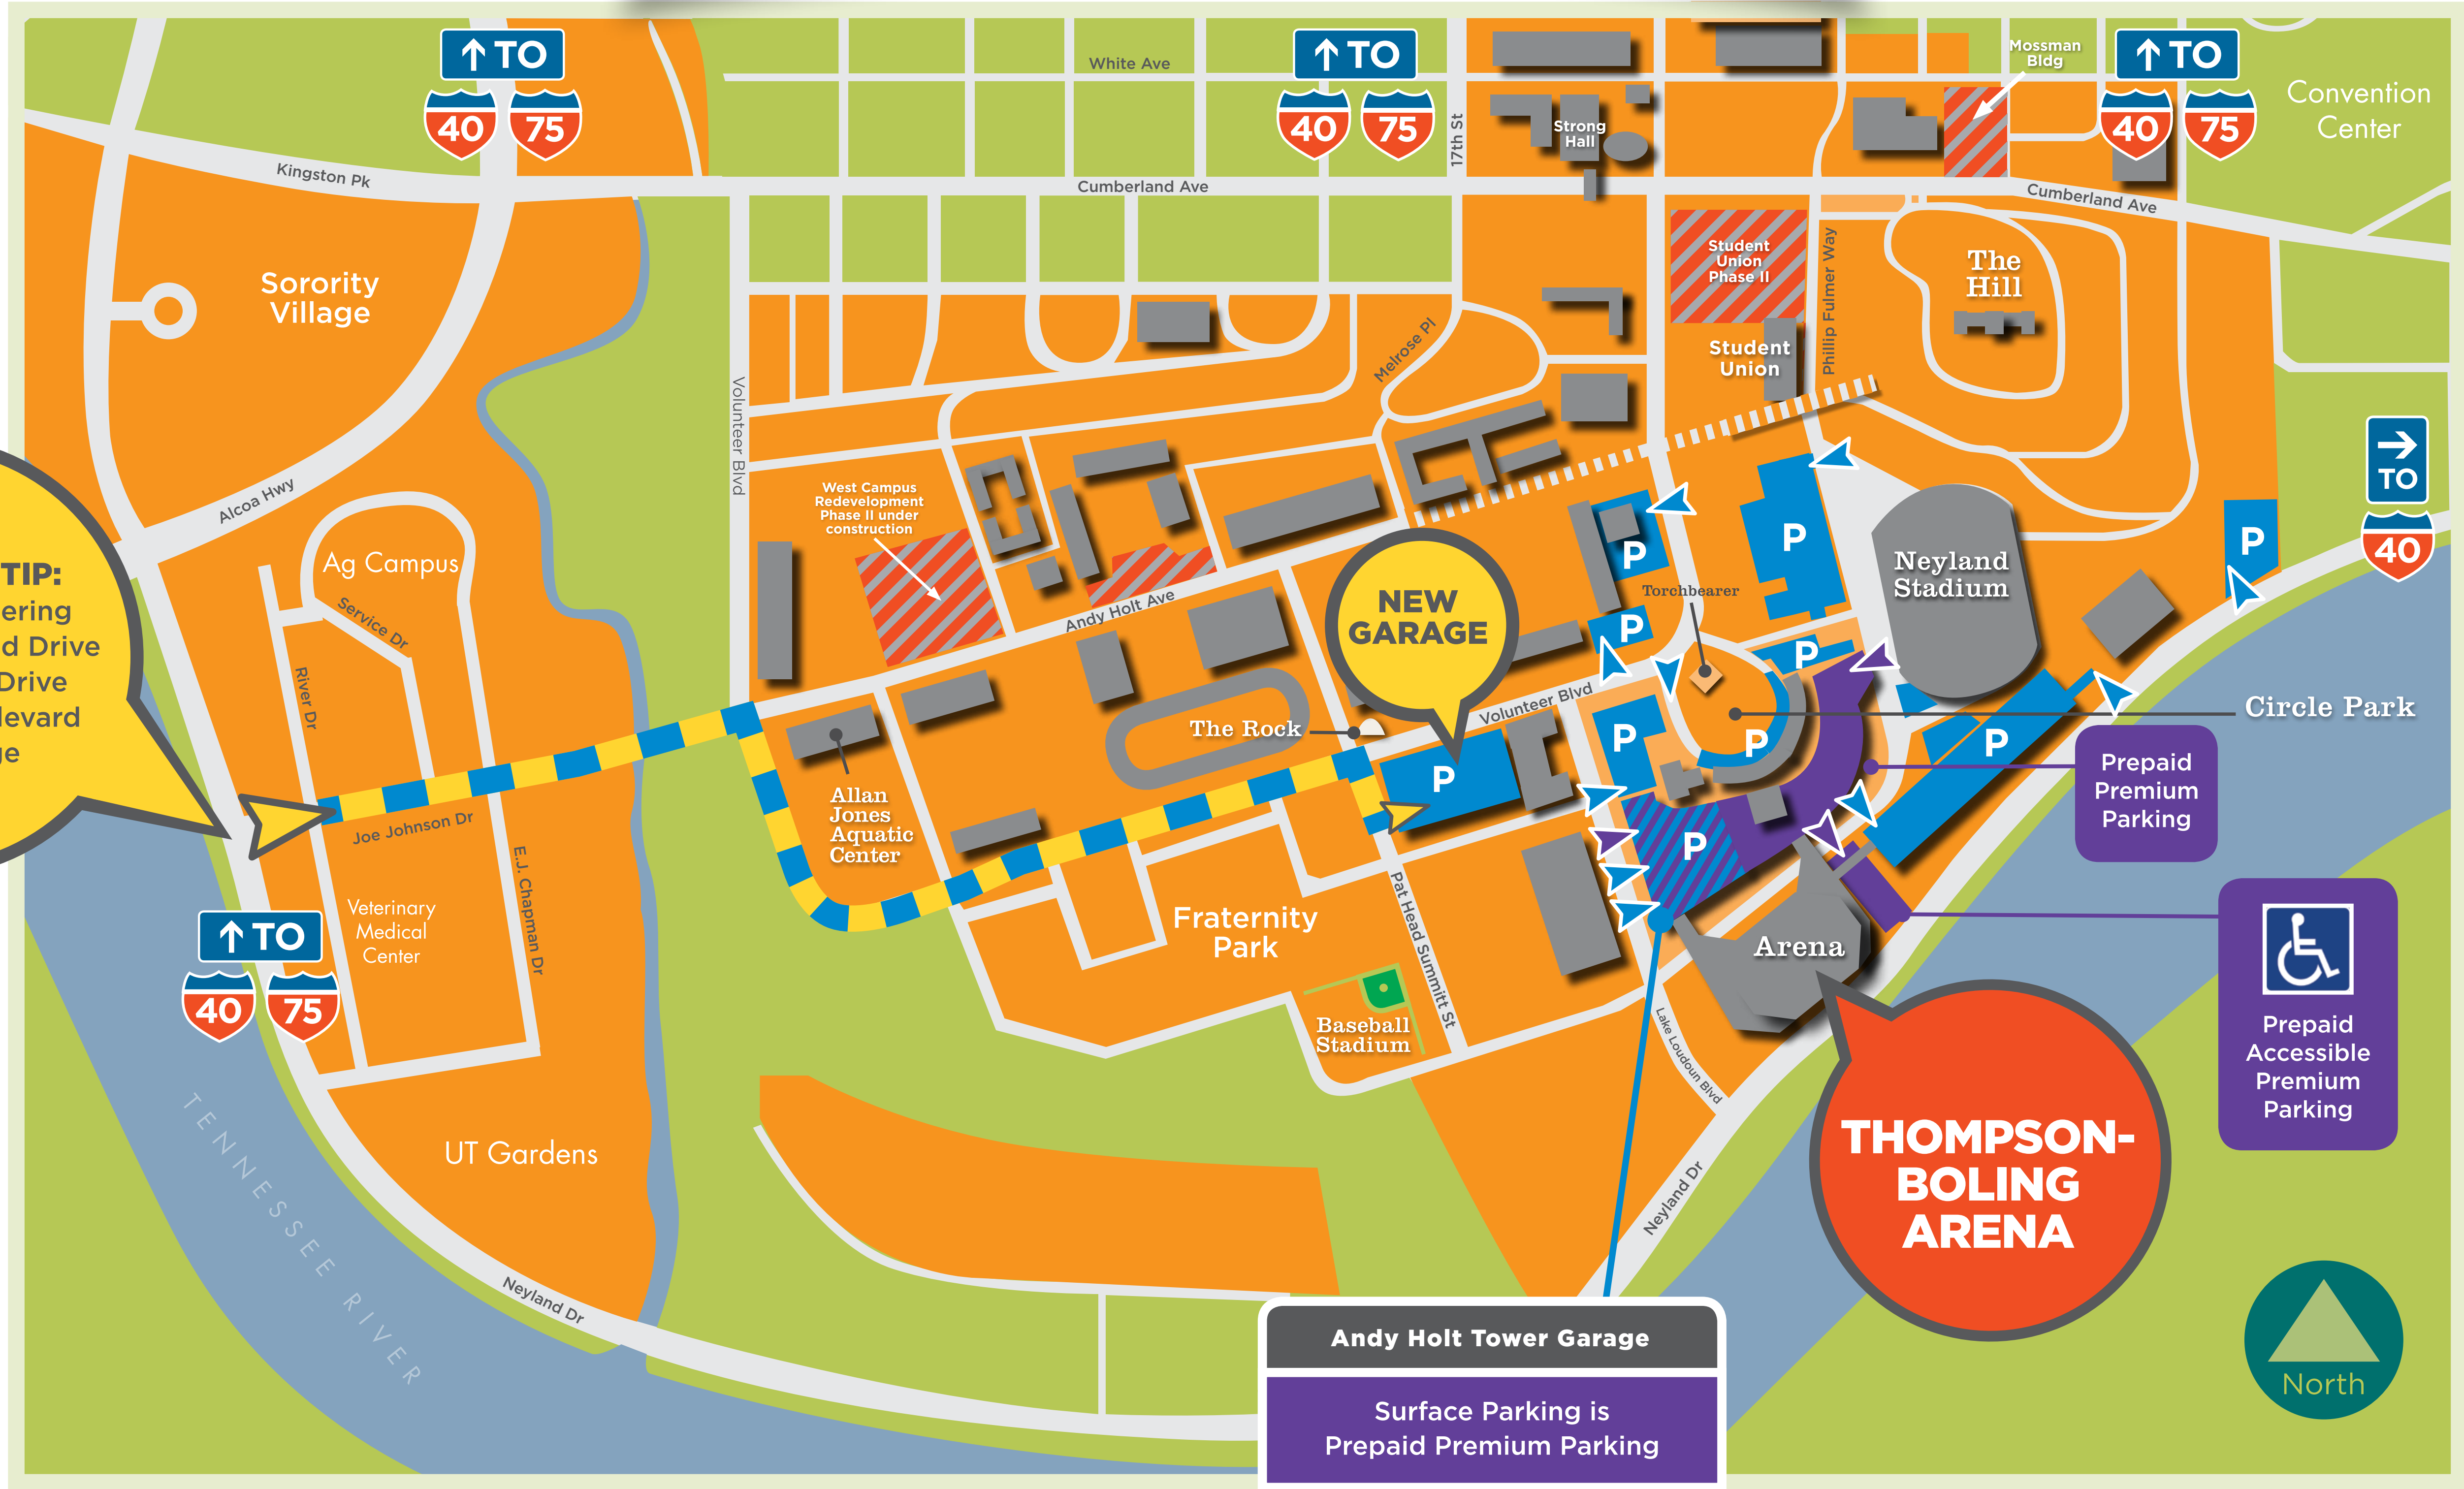 TO
40
75
TO
40
75
TO
40
75
White Ave
17th St
Strong
Hall
Mossman
Bldg
Convention
Center
Kingston Pk
Cumberland Ave
Cumberland Ave
Sorority
Village
Student
Union
Phase II
Phillip Fulmer Way
The
Hill
Melrose Pl
Student
Union
Volunteer Blvd
Alcoa Hwy
West Campus
Redevelopment
Phase II under
construction
TO
40
P
P
P
P
P
P
P
P
P
P
Ag Campus
Service Dr
River Dr
Andy Holt Ave
NEW
GARAGE
Torchbearer
Neyland
Stadium
TIP:
ering
d Drive
Drive
levard
ge
The Rock
Volunteer Blvd
Circle Park
Prepaid
Premium
Parking
Joe Johnson Dr
E.J. Chapman Dr
Allan
Jones
Aquatic
Center
Veterinary
Medical
Center
TO
40
75
Fraternity
Park
Pat Head Summitt St
Baseball
Stadium
Lake Loudoun Blvd
Arena
Prepaid
Accessible
Premium
Parking
THOMPSON-
BOLING
ARENA
UT Gardens
TENNESSEE RIVER
Neyland Dr
Neyland Dr
Andy Holt Tower Garage
Surface Parking is
Prepaid Premium Parking
North